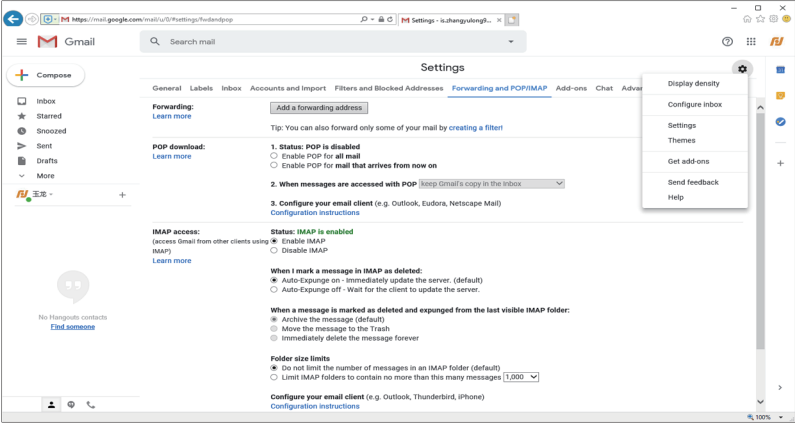 https://mail.google.com/mail/u/0/#settings/fwdandpop
Settings - is.zhangyulong9...
Gmail
Search mail
Settings
Compose
Inbox
Starred
Snoozed
Sent
Drafts
More
玉龙
No Hangouts contacts
Find someone
General Labels Inbox Accounts and Import Filters and Blocked Addresses Forwarding and POP/IMAP Add-ons Chat Advan
Forwarding:
Learn more
Add a forwarding address
Tip: You can also forward only some of your mail by creating a filter!
POP download:
Learn more
1. Status: POP is disabled
Enable POP for all mail
Enable POP for mail that arrives from now on
2. When messages are accessed with POP keep Gmail's copy in the Inbox
3. Configure your email client (e.g. Outlook, Eudora, Netscape Mail)
Configuration instructions
IMAP access:
(access Gmail from other clients using
IMAP)
Learn more
Status: IMAP is enabled
Enable IMAP
Disable IMAP
When I mark a message in IMAP as deleted:
Auto-Expunge on - Immediately update the server. (default)
Auto-Expunge off - Wait for the client to update the server.
When a message is marked as deleted and expunged from the last visible IMAP folder:
Archive the message (default)
Move the message to the Trash
Immediately delete the message forever
Folder size limits
Do not limit the number of messages in an IMAP folder (default)
Limit IMAP folders to contain no more than this many messages 1,000
Configure your email client (e.g. Outlook, Thunderbird, iPhone)
Configuration instructions
Display density
Configure inbox
Settings
Themes
Get add-ons
Send feedback
Help
100%